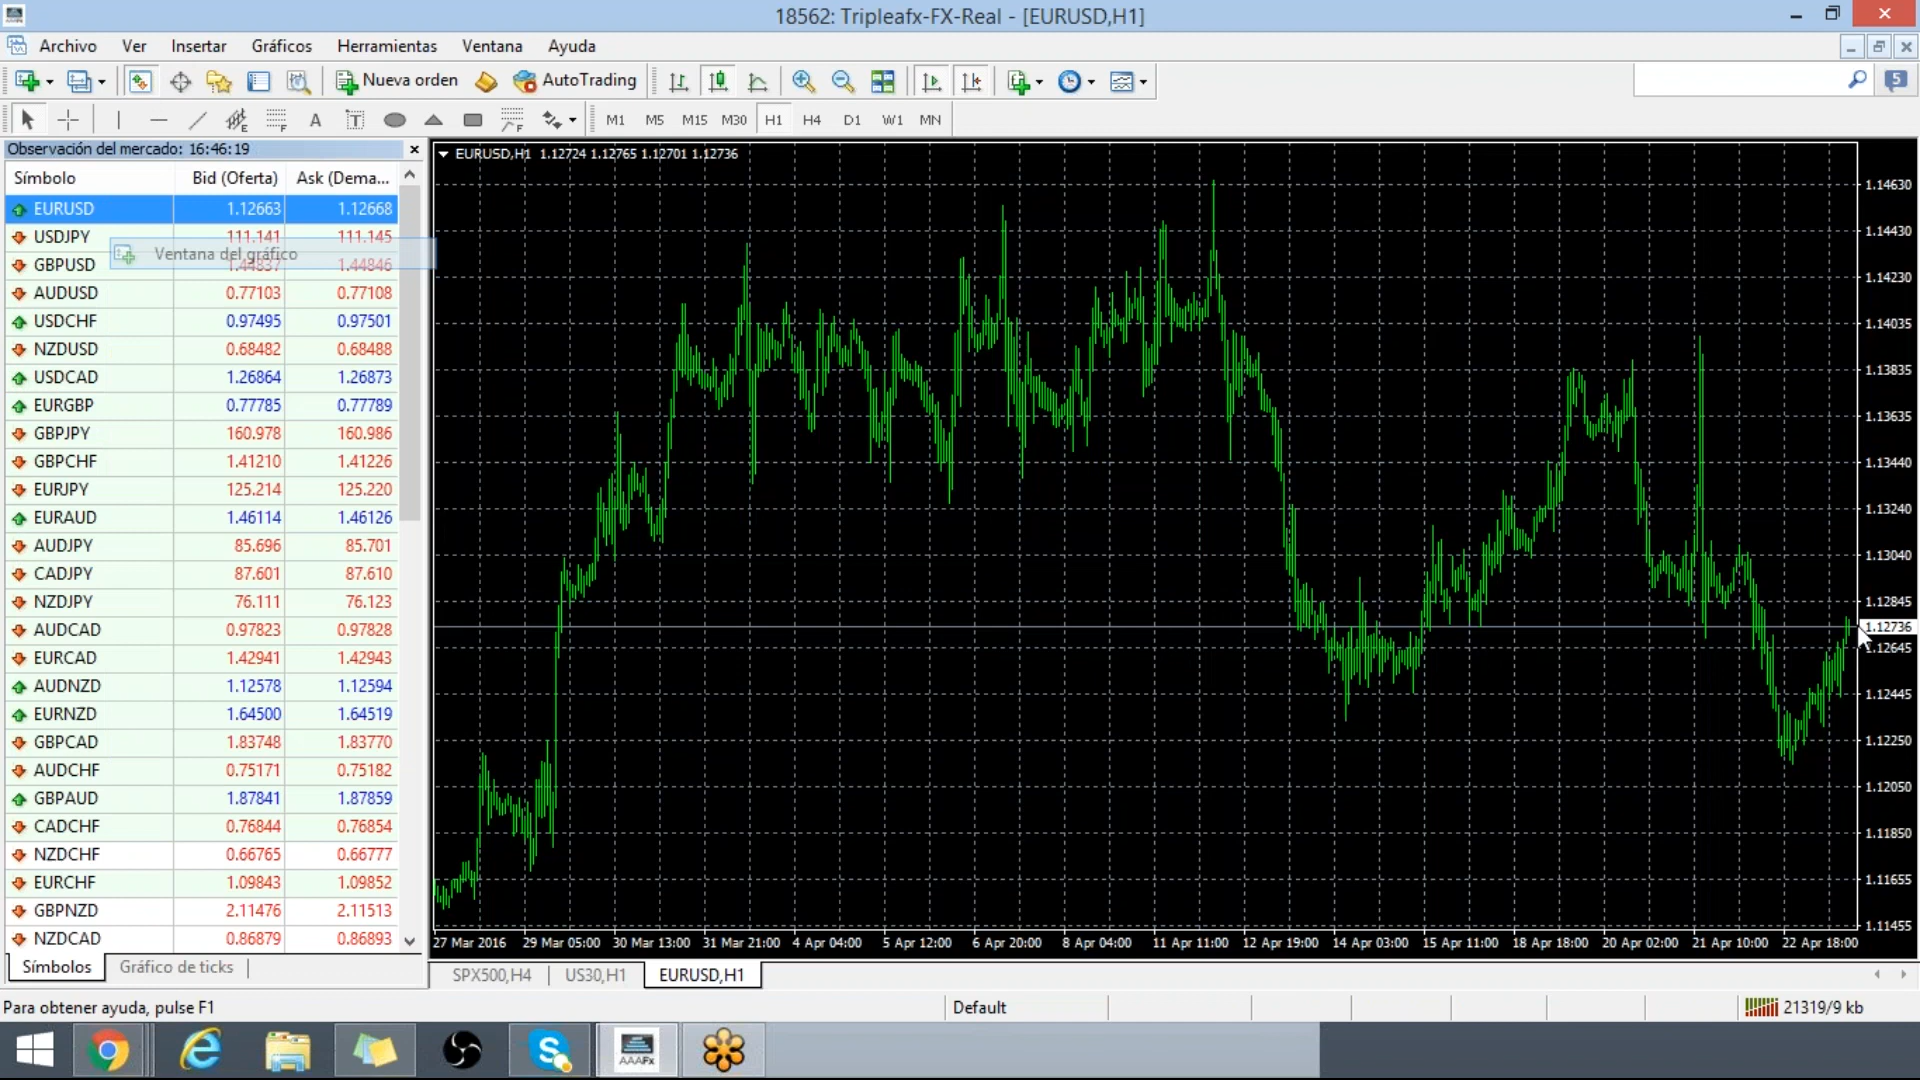 18562: Tripleafx-FX-Real - [EURUSD,H1]
Archivo Ver Insertar Gráficos Herramientas Ventana Ayuda
Nueva orden AutoTrading 5
E F A T F M1 M5 M15 M30 H1 H4 D1 W1 MN
Observación del mercado: 16:46:19
Símbolo Bid (Oferta) Ask (Dema...
EURUSD 1.12663 1.12668
USDJPY 111.141 111.145
Ventana del gráfico
GBPUSD 1.44837 1.44846
AUDUSD 0.77103 0.77108
USDCHF 0.97495 0.97501
NZDUSD 0.68482 0.68488
USDCAD 1.26864 1.26873
EURGBP 0.77785 0.77789
GBPJPY 160.978 160.986
GBPCHF 1.41210 1.41226
EURJPY 125.214 125.220
EURAUD 1.46114 1.46126
AUDJPY 85.696 85.701
CADJPY 87.601 87.610
NZDJPY 76.111 76.123
AUDCAD 0.97823 0.97828
EURCAD 1.42941 1.42943
AUDNZD 1.12578 1.12594
EURNZD 1.64500 1.64519
GBPCAD 1.83748 1.83770
AUDCHF 0.75171 0.75182
GBPAUD 1.87841 1.87859
CADCHF 0.76844 0.76854
NZDCHF 0.66765 0.66777
EURCHF 1.09843 1.09852
GBPNZD 2.11476 2.11513
NZDCAD 0.86879 0.86893
Símbolos Gráfico de ticks
EURUSD,H1 1.12724 1.12765 1.12701 1.12736
1.14630
1.14430
1.14230
1.14035
1.13835
1.13635
1.13440
1.13240
1.13040
1.12845
1.12736
1.12645
1.12445
1.12250
1.12050
1.11850
1.11655
1.11455
27 Mar 2016 29 Mar 05:00 30 Mar 13:00 31 Mar 21:00 4 Apr 04:00 5 Apr 12:00 6 Apr 20:00 8 Apr 04:00 11 Apr 11:00 12 Apr 19:00 14 Apr 03:00 15 Apr 11:00 18 Apr 18:00 20 Apr 02:00 21 Apr 10:00 22 Apr 18:00
SPX500,H4 US30,H1 EURUSD,H1
Para obtener ayuda, pulse F1 Default 21319/9 kb
AAAFx